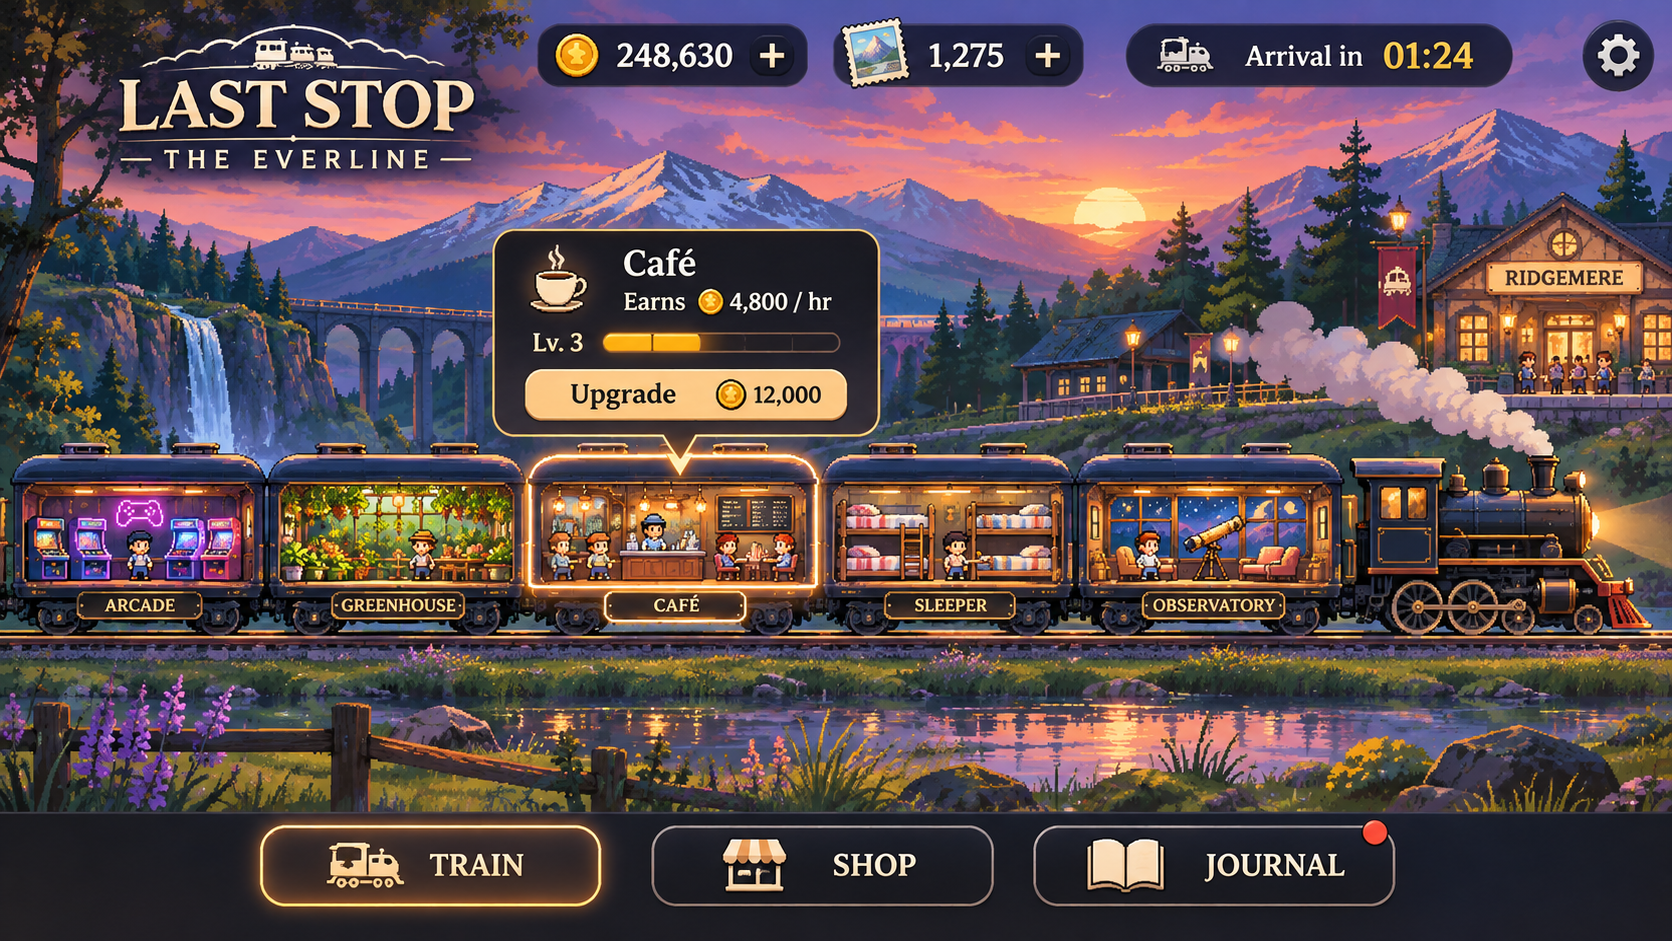 LAST STOP
THE EVERLINE
248,630 +
1,275 +
Arrival in 01:24
RIDGEMERE
Café
Earns 4,800 / hr
Lv. 3
Upgrade 12,000
ARCADE
GREENHOUSE
CAFÉ
SLEEPER
OBSERVATORY
TRAIN
SHOP
JOURNAL